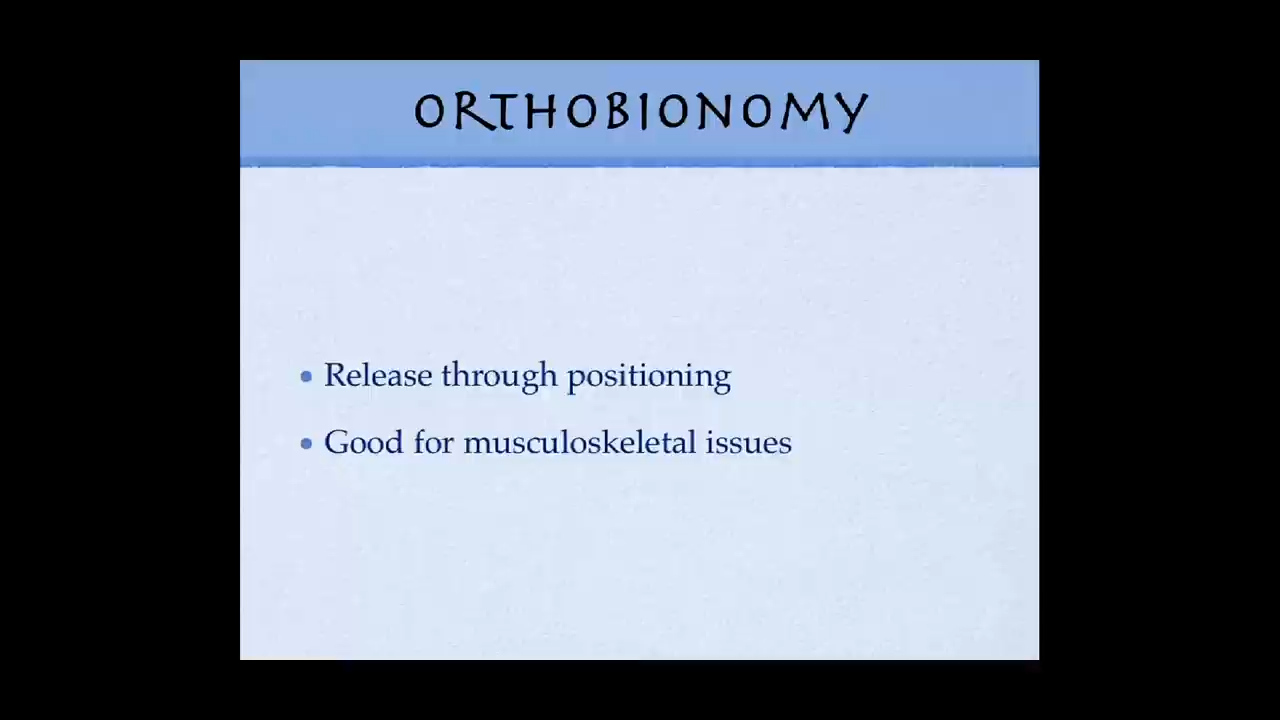 ORTHOBIONOMY
• Release through positioning
• Good for musculoskeletal issues